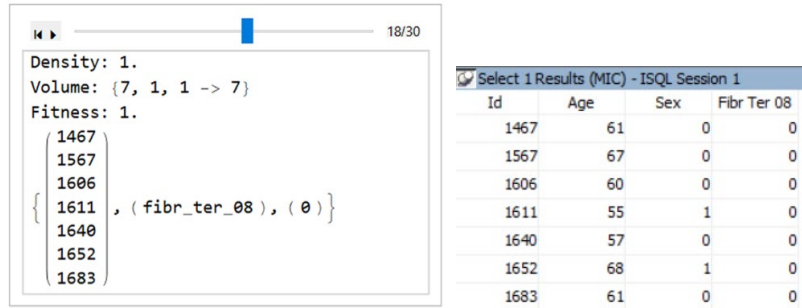 18/30
Density: 1.
Volume: {7, 1, 1 -> 7}
Fitness: 1.
1467
1567
1606
{ 1611 , ( fibr_ter_08 ), ( 0 ) }
1640
1652
1683
Select 1 Results (MIC) - ISQL Session 1
Id Age Sex Fibr Ter 08
1467 61 0 0
1567 67 0 0
1606 60 0 0
1611 55 1 0
1640 57 0 0
1652 68 1 0
1683 61 0 0